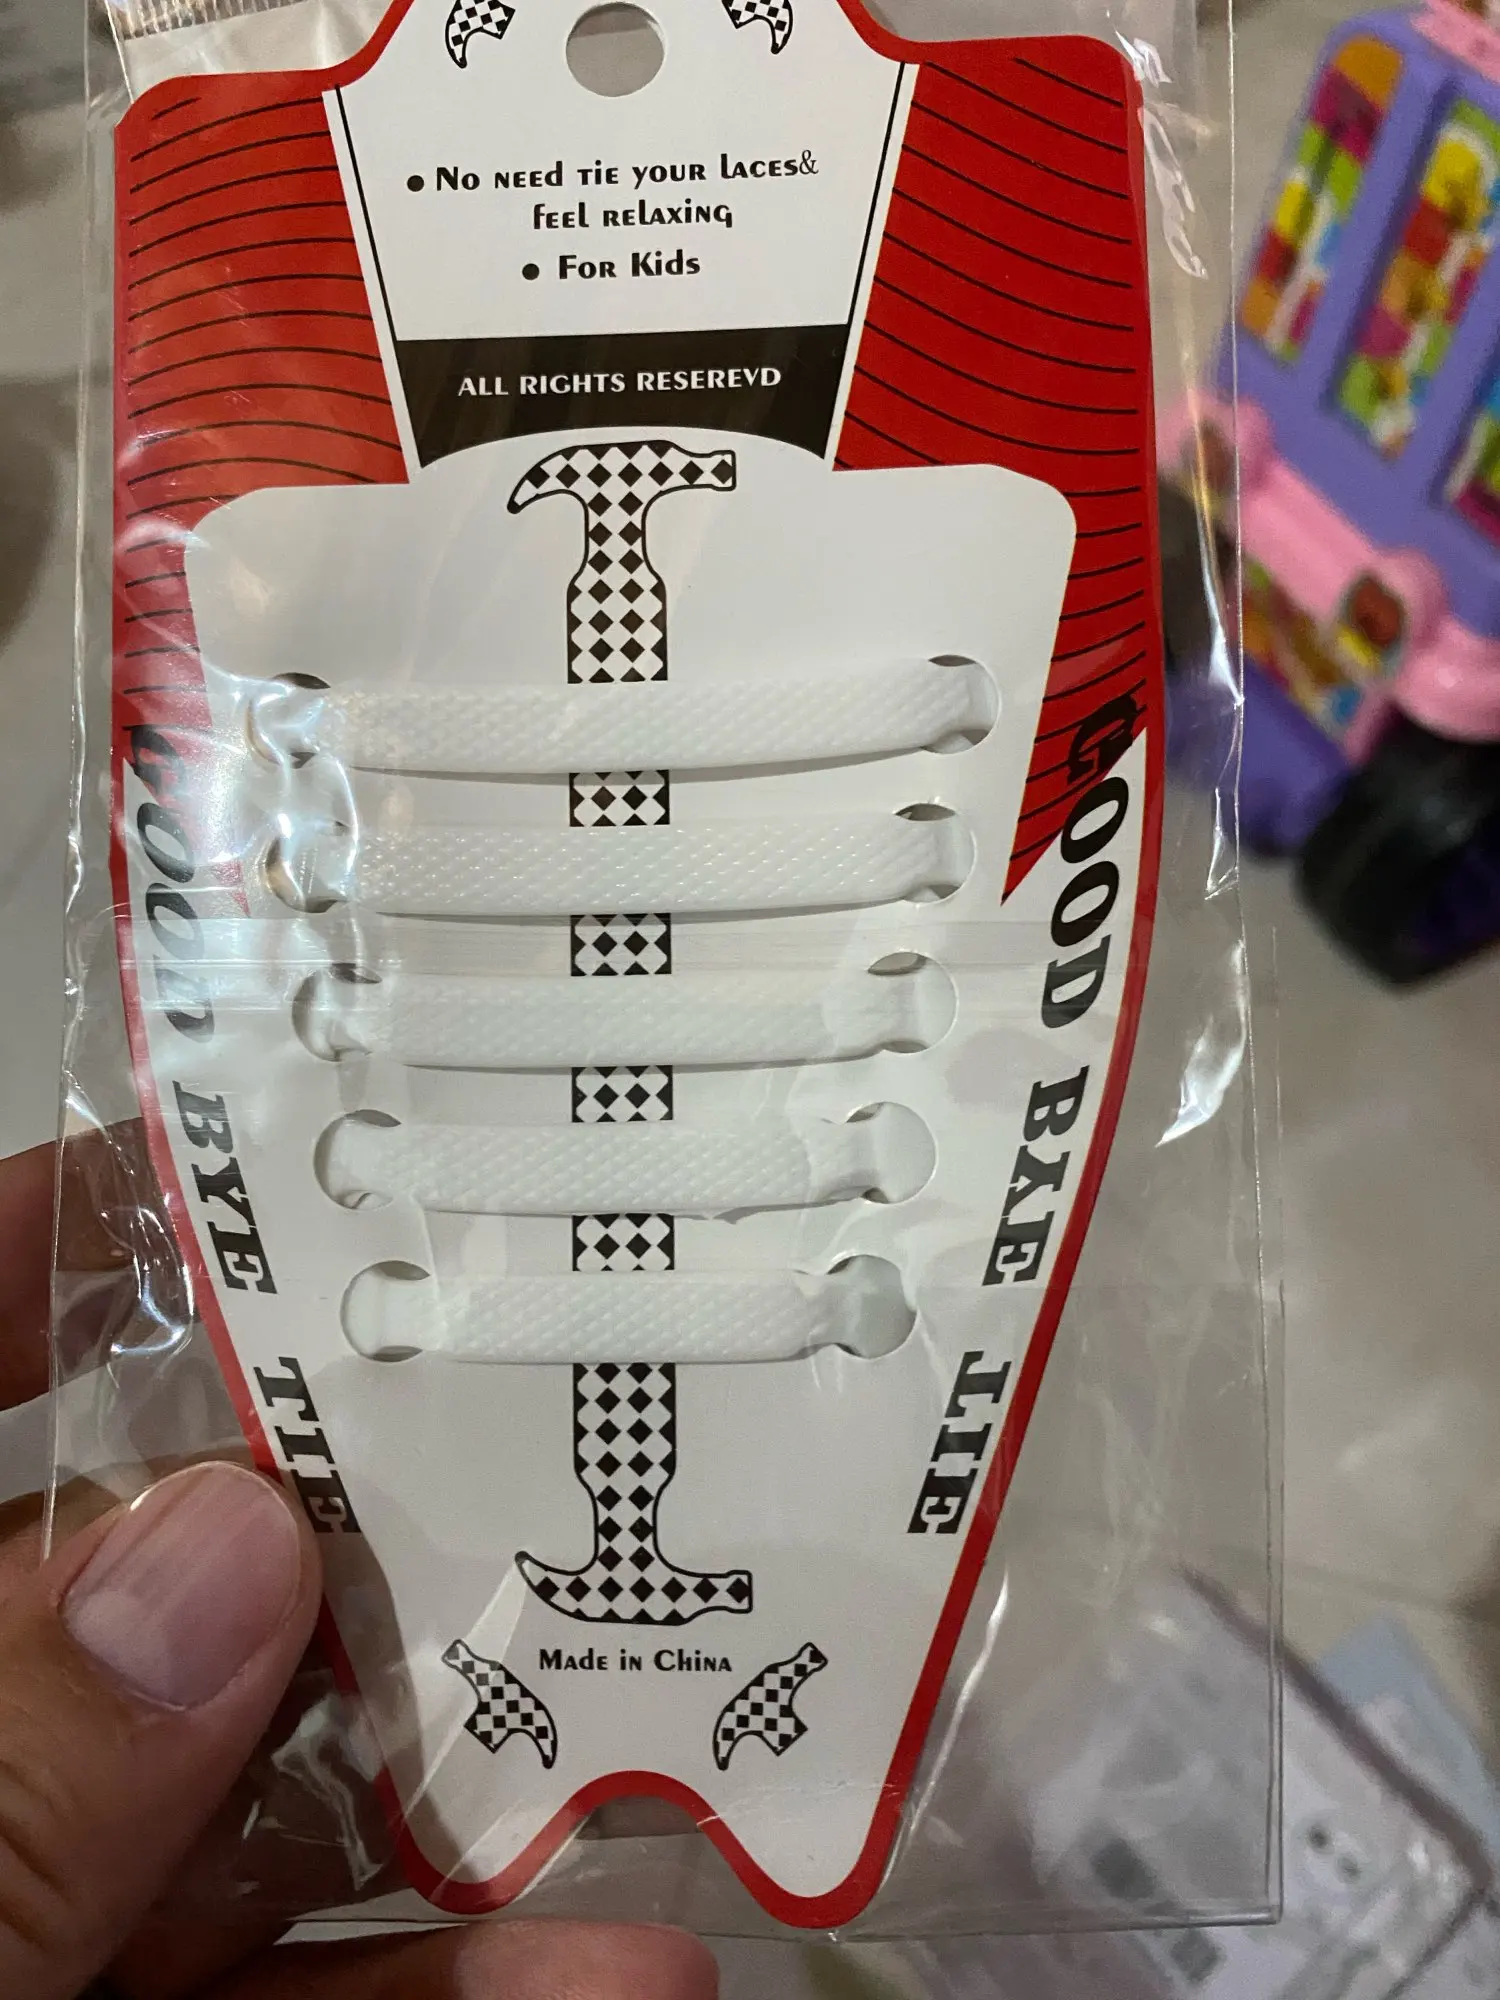 ● No need tie your laces&
feel relaxing
● For Kids
ALL RIGHTS RESEREVD
GOOD BYE TIE
GOOD BYE TIE
Made in China